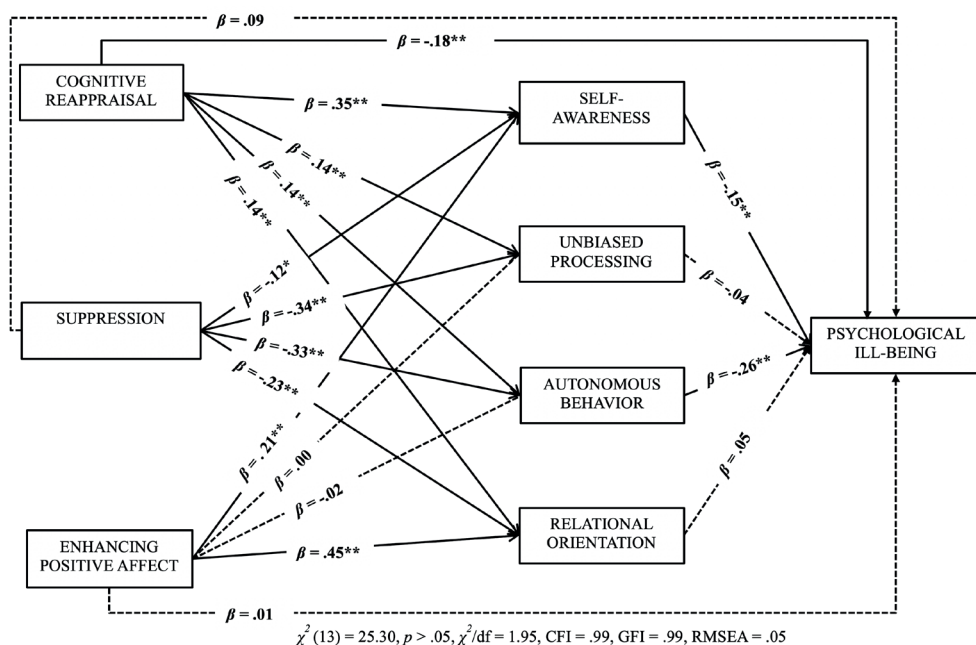 β = .09
β = -.18**
COGNITIVE
REAPPRAISAL
SELF-
AWARENESS
β = .35**
β = .14**
β = .14**
β = .14**
β = -.15**
UNBIASED
PROCESSING
β = -.12*
β = -.04
SUPPRESSION
β = -.34**
PSYCHOLOGICAL
ILL-BEING
β = -.33**
β = -.26**
β = -.23**
AUTONOMOUS
BEHAVIOR
β = .21**
β = .00
β = -.02
β = .05
ENHANCING
POSITIVE AFFECT
RELATIONAL
ORIENTATION
β = .45**
β = .01
χ² (13) = 25.30, p > .05, χ²/df = 1.95, CFI = .99, GFI = .99, RMSEA = .05